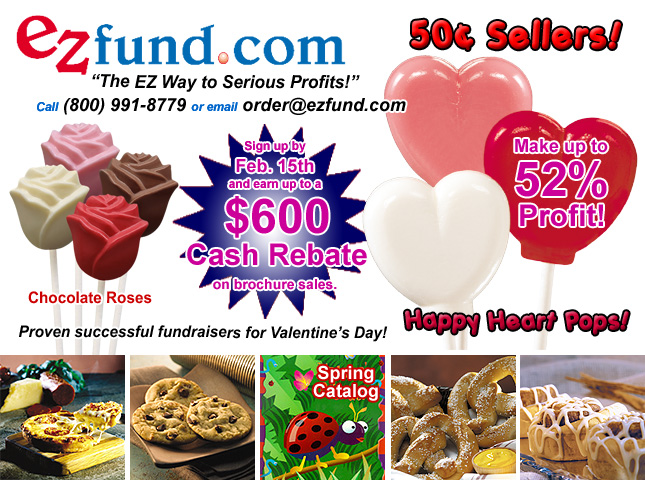 ezfund.com
“The EZ Way to Serious Profits!”
Call (800) 991-8779 or email order@ezfund.com
50¢ Sellers!
Sign up by
Feb. 15th
and earn up to a
$600
Cash Rebate
on brochure sales.
Make up to
52%
Profit!
Chocolate Roses
Happy Heart Pops!
Proven successful fundraisers for Valentine’s Day!
Spring
Catalog